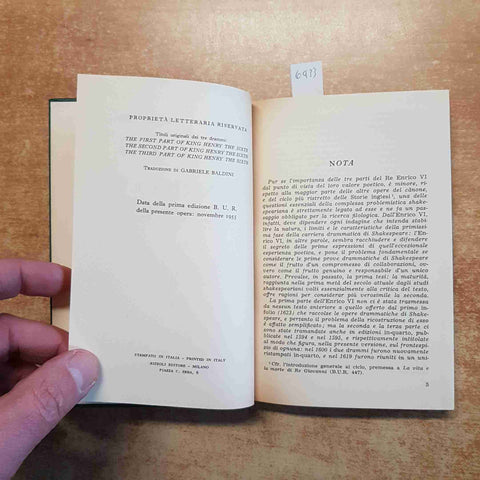 6933
PROPRIETÀ LETTERARIA RISERVATA
Titoli originali dei tre drammi:
THE FIRST PART OF KING HENRY THE SIXTH
THE SECOND PART OF KING HENRY THE SIXTH
THE THIRD PART OF KING HENRY THE SIXTH
Traduzione di GABRIELE BALDINI
Data della prima edizione B. U. R.
della presente opera: novembre 1953
STAMPATO IN ITALIA - PRINTED IN ITALY
RIZZOLI EDITORE - MILANO
PIAZZA C. ERBA, 6
NOTA
Pur se l'importanza delle tre parti del Re Enrico VI
dal punto di vista del loro valore poetico, è minore, ri-
spetto alla maggior parte delle altre opere del cànone,
e del ciclo più ristretto delle Storie inglesi ¹, una delle
questioni essenziali della complessa problematica shake-
speariana è strettamente legata ad esse e ne fa un pas-
saggio obbligato per la ricerca filologica. Dall'Enrico VI,
infatti, deve dipendere ogni indagine che intenda stabi-
lire la natura, i limiti e le caratteristiche della primissi-
ma fase della carriera drammatica di Shakespeare: l'En-
rico VI, in altre parole, sembra racchiudere e difendere
il segreto delle prime espressioni di quell'eccezionale
esperienza poetica, e pone il problema fondamentale se
considerare le prime prove drammatiche di Shakespeare
come il frutto d'un compromesso di collaborazioni, ov-
vero come frutto genuino e responsabile d'un unico
autore. Prevalse, in passato, la prima tesi: la maturità,
raggiunta nella prima metà del secolo attuale dagli studi
shakespeariani volti essenzialmente alla critica del testo,
offre ragioni per considerar più verosimile la seconda.
La prima parte dell'Enrico VI non ci è stata trasmessa
da nessun testo anteriore a quello offerto dal primo in-
folio (1623) che raccolse le opere drammatiche di Shake-
speare, e pertanto il problema della ricostruzione di esso
è affatto semplificato; ma la seconda e la terza parte ci
sono state tramandate anche in edizioni in-quarto, pub-
blicate nel 1594 e nel 1595, rispettivamente intitolate
al modo che figura, nella presente versione, sul frontespi-
zio di ognuna: nel 1600 i due drammi furono nuovamente
ristampati in-quarto, e nel 1619 furono riuniti in un
¹ Cfr. l'introduzione generale al ciclo, premessa a La vita e
la morte di Re Giovanni (B.U.R. 447).
5